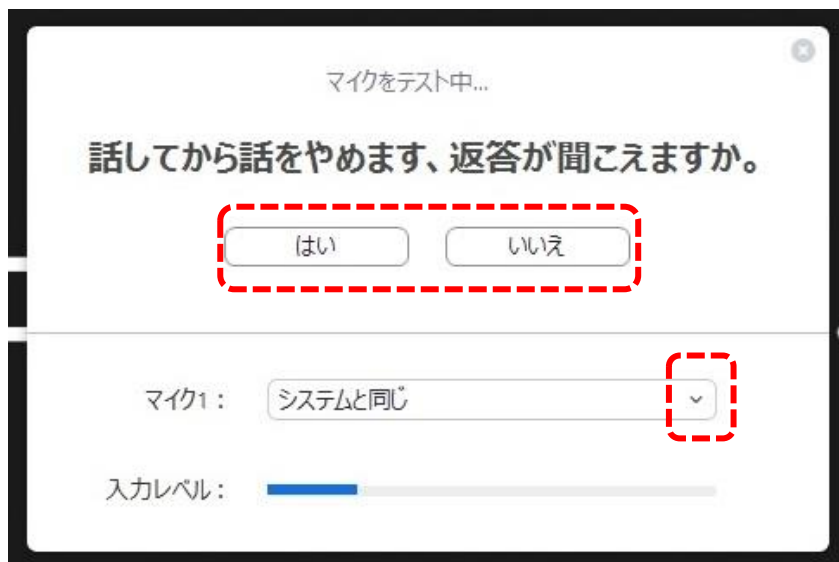 マイクをテスト中...
話してから話をやめます、返答が聞こえますか。
はい いいえ
マイク1： システムと同じ
入力レベル：